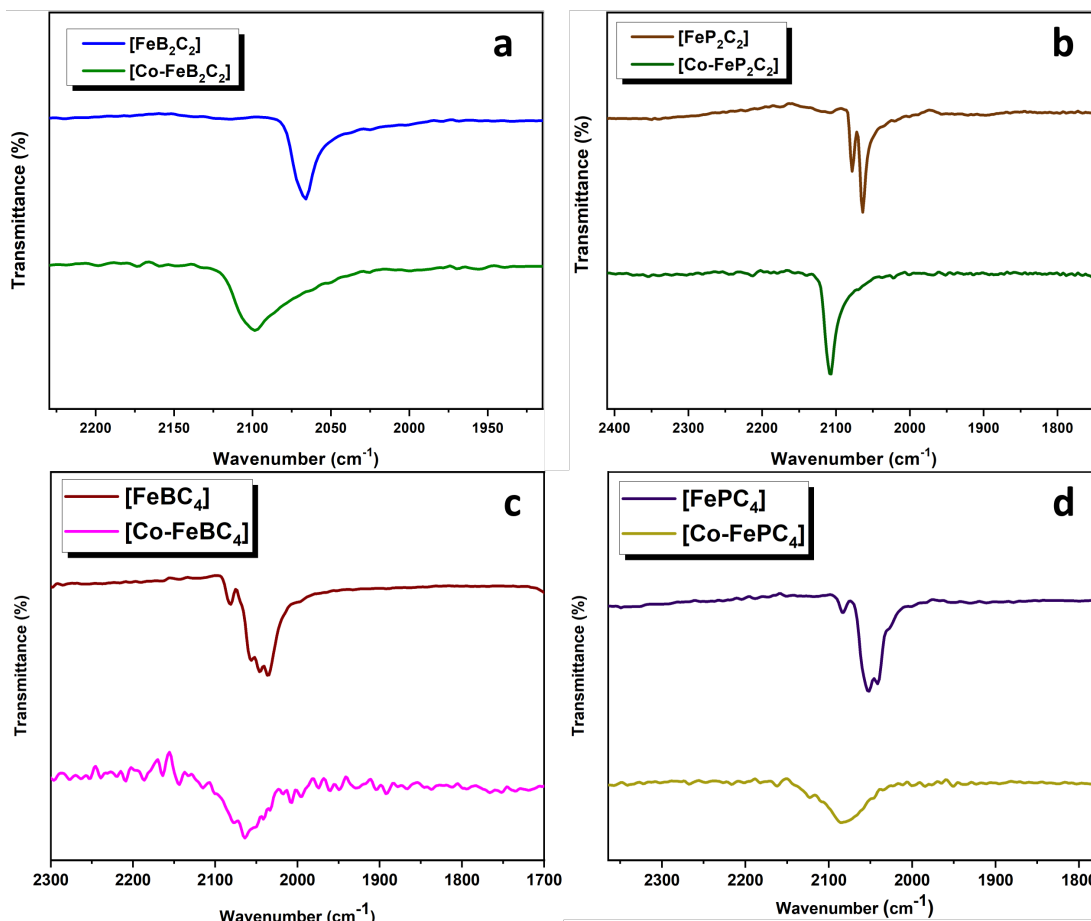 [FeB₂C₂]
[Co-FeB₂C₂]
a
Transmittance (%)
2200 2150 2100 2050 2000 1950
Wavenumber (cm⁻¹)
[FeP₂C₂]
[Co-FeP₂C₂]
b
Transmittance (%)
2400 2300 2200 2100 2000 1900 1800
Wavenumber (cm⁻¹)
[FeBC₄]
[Co-FeBC₄]
c
Transmittance (%)
2300 2200 2100 2000 1900 1800 1700
Wavenumber (cm⁻¹)
[FePC₄]
[Co-FePC₄]
d
Transmittance (%)
2300 2200 2100 2000 1900 1800
Wavenumber (cm⁻¹)